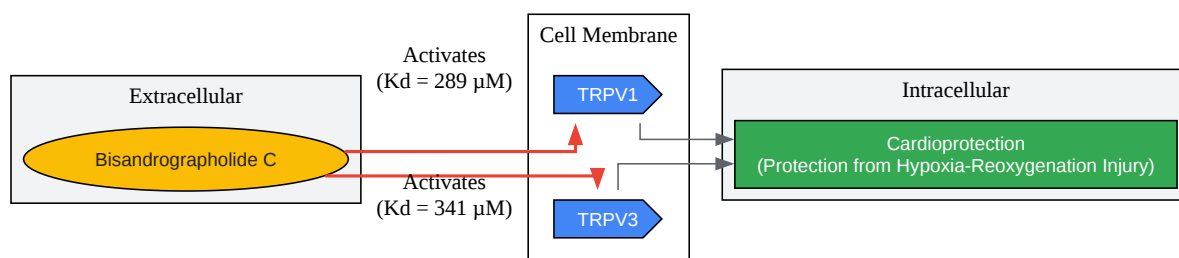 Extracellular
Bisandrographolide C
Activates
(Kd = 289 µM)
Activates
(Kd = 341 µM)
Cell Membrane
TRPV1
TRPV3
Intracellular
Cardioprotection
(Protection from Hypoxia-Reoxygenation Injury)